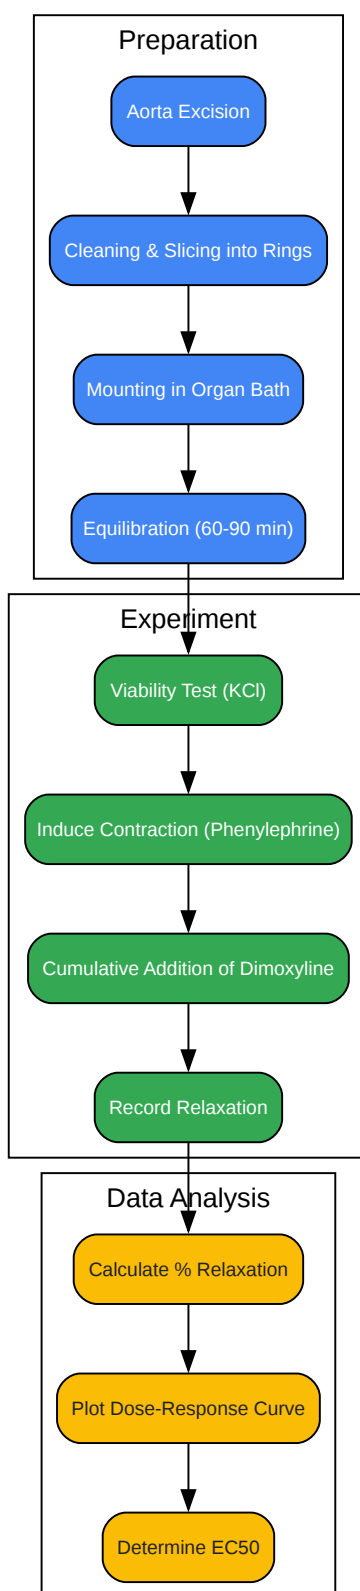 Preparation
Aorta Excision
Cleaning & Slicing into Rings
Mounting in Organ Bath
Equilibration (60-90 min)
Experiment
Viability Test (KCl)
Induce Contraction (Phenylephrine)
Cumulative Addition of Dimoxyline
Record Relaxation
Data Analysis
Calculate % Relaxation
Plot Dose-Response Curve
Determine EC50